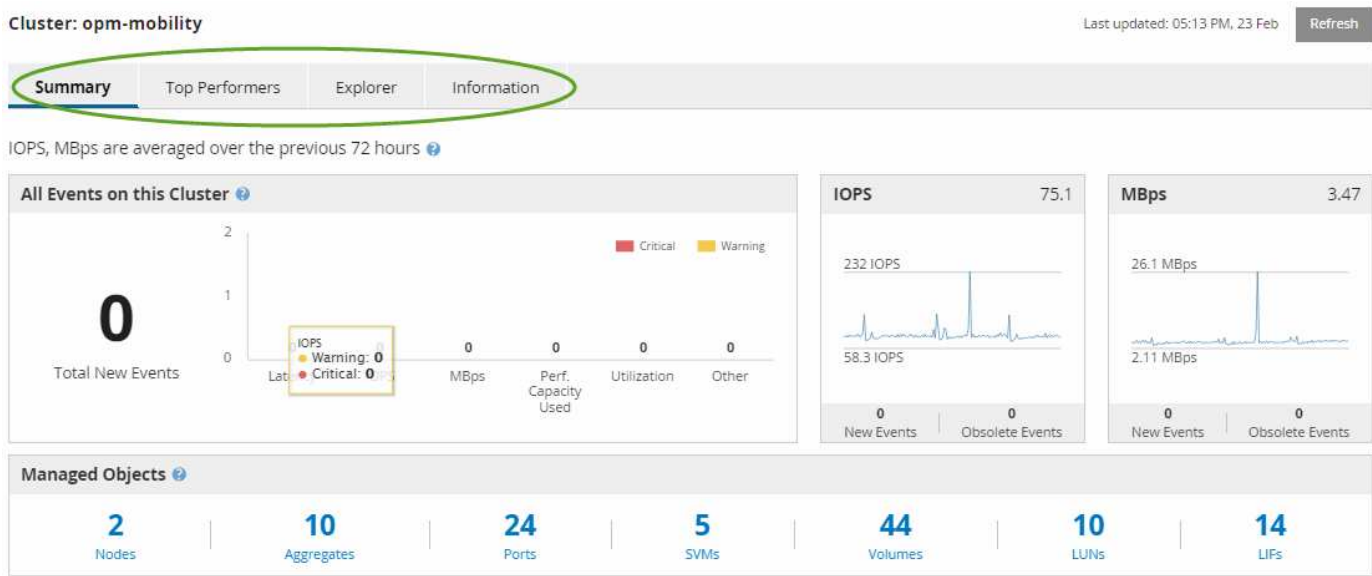 Cluster: opm-mobility
Last updated: 05:13 PM, 23 Feb
Refresh
Summary
Top Performers
Explorer
Information
IOPS, MBps are averaged over the previous 72 hours
All Events on this Cluster
0
Total New Events
2
1
0
Critical
Warning
IOPS
Warning: 0
Critical: 0
0
0
0
0
MBps
Perf.
Capacity
Used
Utilization
Other
IOPS 75.1
232 IOPS
58.3 IOPS
0
New Events
0
Obsolete Events
MBps 3.47
26.1 MBps
2.11 MBps
0
New Events
0
Obsolete Events
Managed Objects
2
Nodes
10
Aggregates
24
Ports
5
SVMs
44
Volumes
10
LUNs
14
LIFs